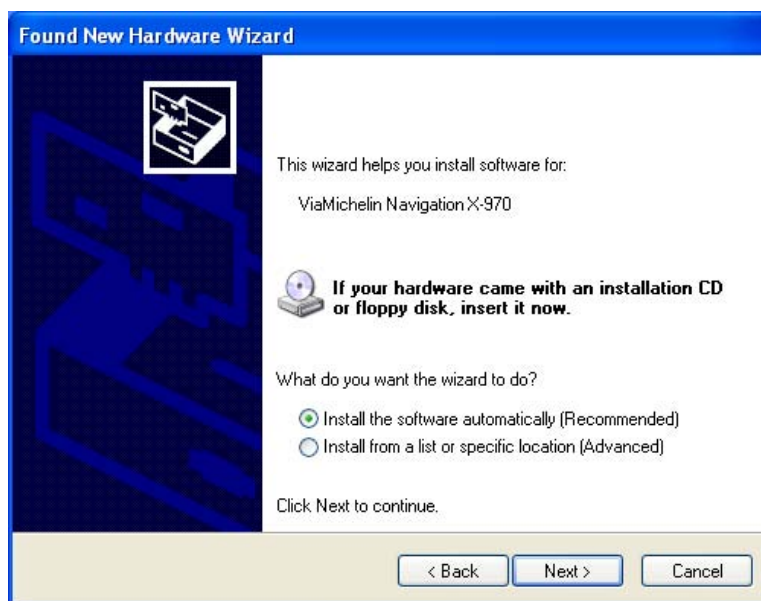 Found New Hardware Wizard
This wizard helps you install software for:
ViaMichelin Navigation X-970
If your hardware came with an installation CD
or floppy disk, insert it now.
What do you want the wizard to do?
Install the software automatically (Recommended)
Install from a list or specific location (Advanced)
Click Next to continue.
< Back
Next >
Cancel